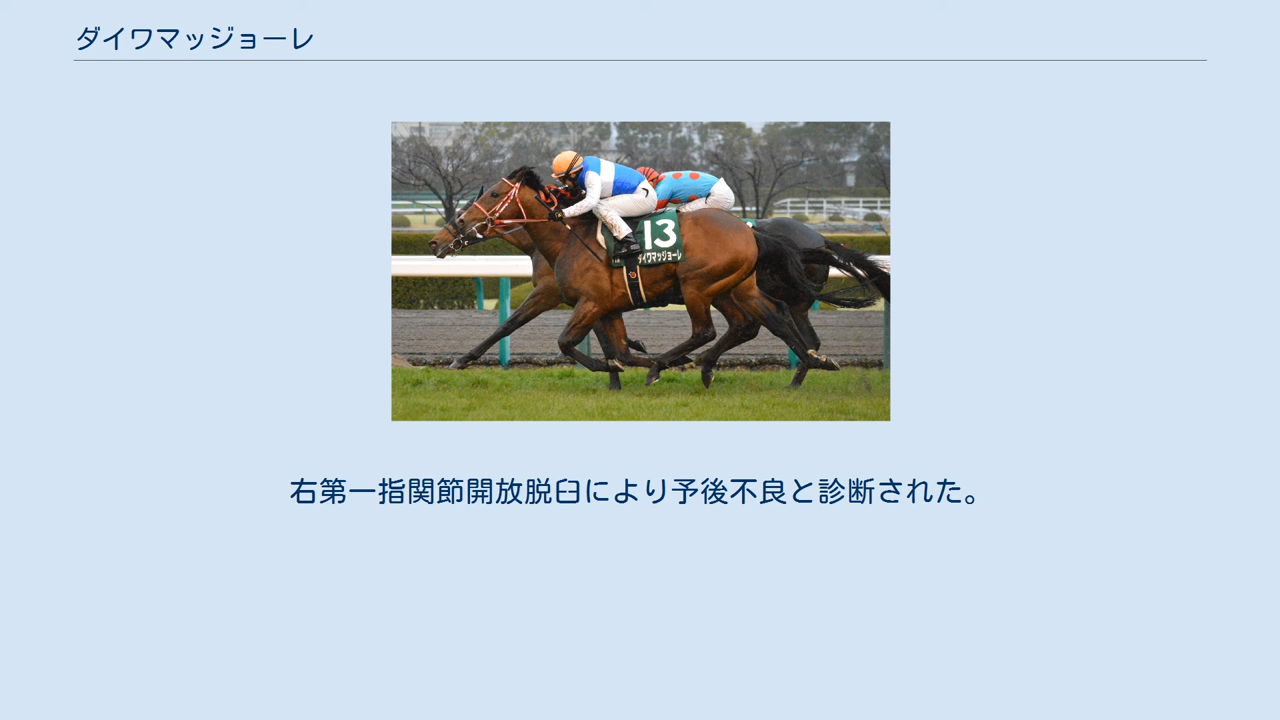 ダイワマッジョーレ
13
ダイワマッジョーレ
右第一指関節開放脱臼により予後不良と診断された。